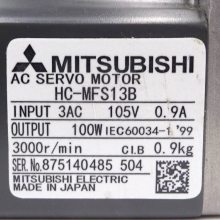 MITSUBISHI
AC SERVO MOTOR
HC-MFS13B
INPUT 3AC 105V 0.9A
OUTPUT 100W IEC60034-1 '99
3000r/min CI.B 0.9kg
SER.No. 875140485 504
MITSUBISHI ELECTRIC
MADE IN JAPAN